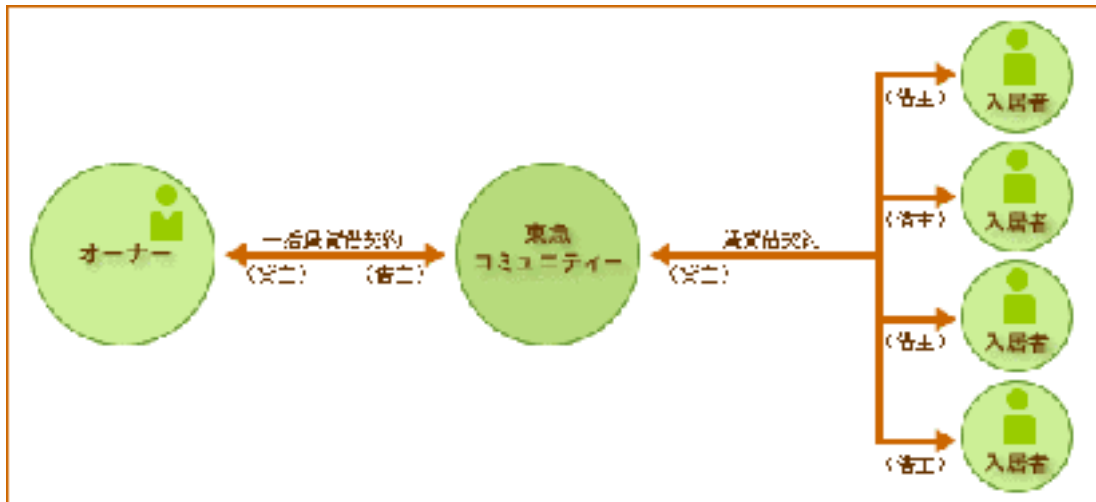 オーナー
一括賃貸借契約
(貸主)
(借主)
東急
コミュニティー
賃貸借契約
(貸主)
(借主)
入居者
(借主)
入居者
(借主)
入居者
(借主)
入居者